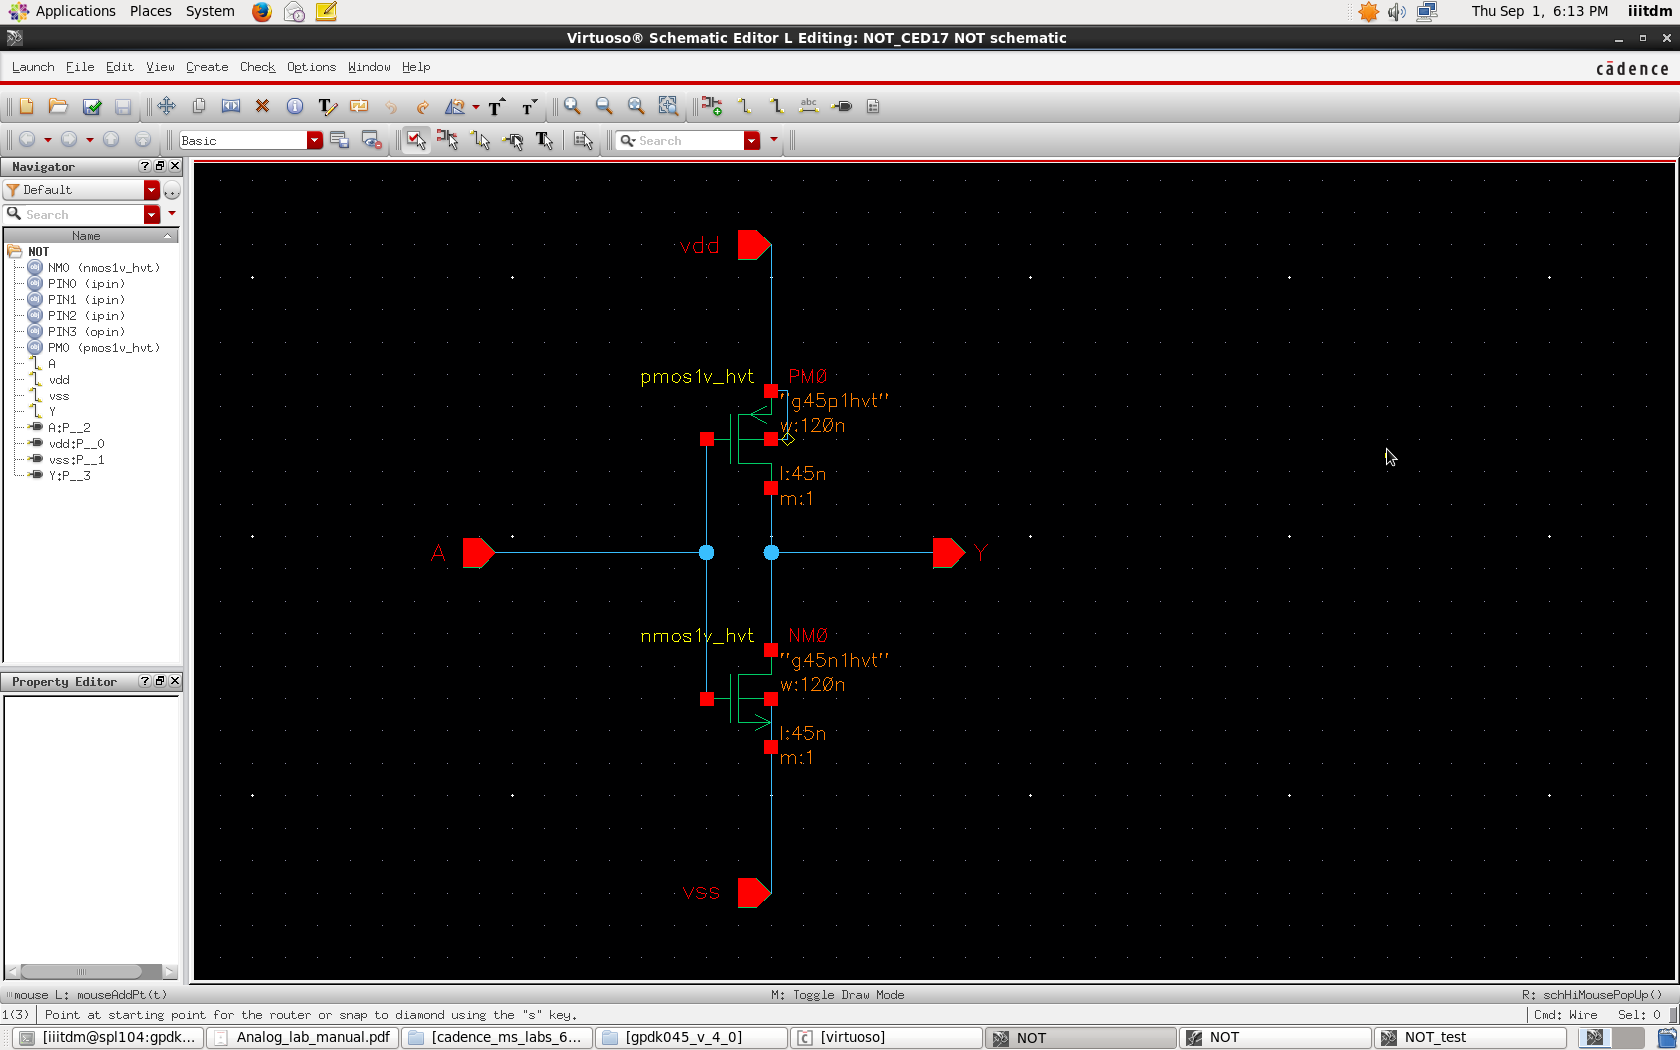 Applications Places System Thu Sep 1, 6:13 PM iiitdm
Virtuoso® Schematic Editor L Editing: NOT_CED17 NOT schematic
Launch File Edit View Create Check Options Window Help cādence
abc
Basic Search
Navigator
Default
Search
Name
NOT
NM0 (nmos1v_hvt)
PIN0 (ipin)
PIN1 (ipin)
PIN2 (ipin)
PIN3 (opin)
PM0 (pmos1v_hvt)
A
vdd
vss
Y
A:P__2
vdd:P__0
vss:P__1
Y:P__3
Property Editor
vdd
pmos1v_hvt PM0
"g45p1hvt"
w:120n
l:45n
m:1
A Y
nmos1v_hvt NM0
"g45n1hvt"
w:120n
l:45n
m:1
vss
mouse L: mouseAddPt(t) M: Toggle Draw Mode R: schHiMousePopUp()
1(3) Point at starting point for the router or snap to diamond using the "s" key. Cmd: Wire Sel: 0
[iiitdm@spl104:gpdk... Analog_lab_manual.pdf [cadence_ms_labs_6... [gpdk045_v_4_0] [virtuoso] NOT NOT NOT_test